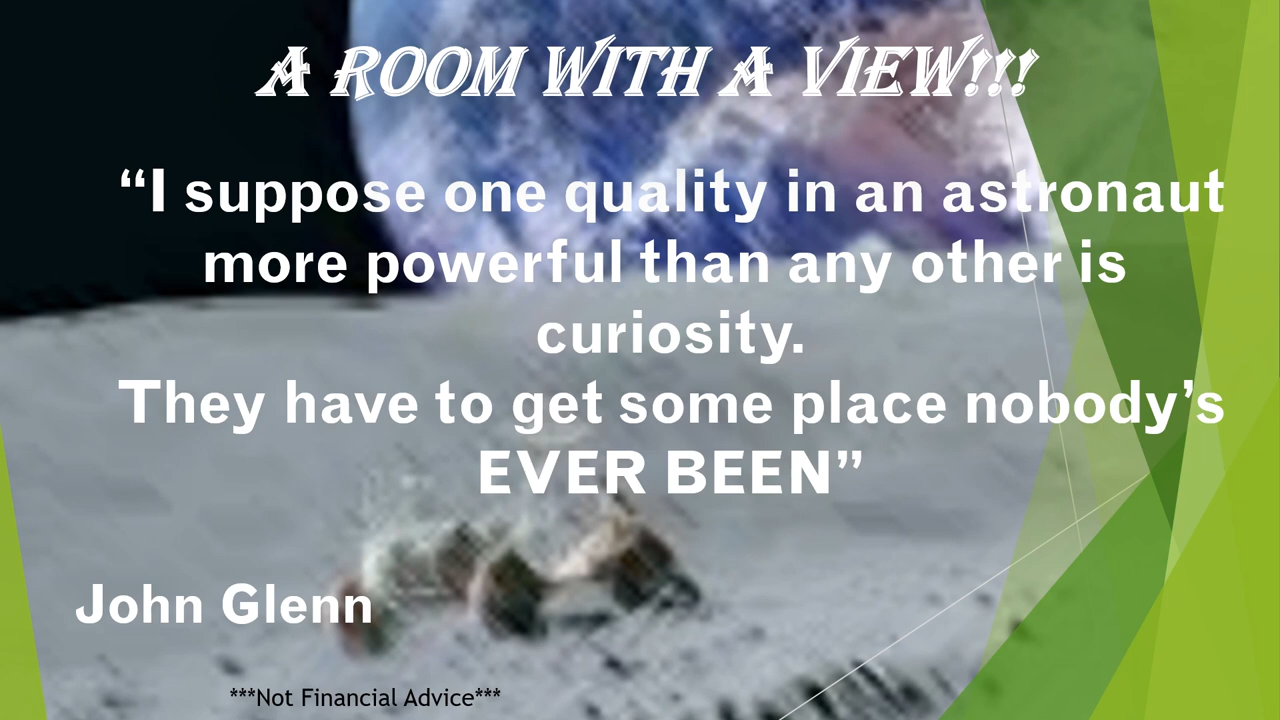 A ROOM WITH A VIEW!!!
“I suppose one quality in an astronaut
more powerful than any other is
curiosity.
They have to get some place nobody’s
EVER BEEN”
John Glenn
***Not Financial Advice***